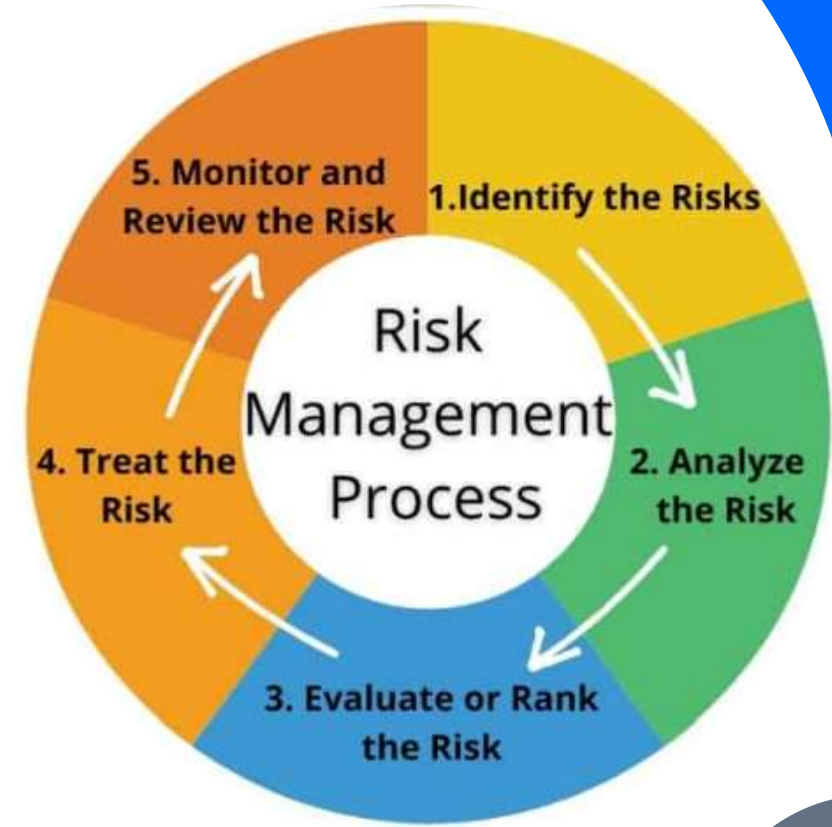 Risk
Management
Process
1.Identify the Risks
2. Analyze
the Risk
3. Evaluate or Rank
the Risk
4. Treat the
Risk
5. Monitor and
Review the Risk